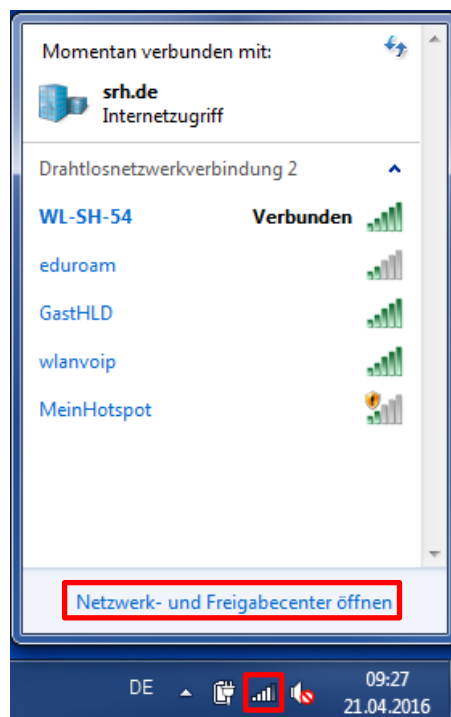 Momentan verbunden mit:
srh.de
Internetzugriff
Drahtlosnetzwerkverbindung 2
WL-SH-54 Verbunden
eduroam
GastHLD
wlanvoip
MeinHotspot
Netzwerk- und Freigabecenter öffnen
DE 09:27
21.04.2016